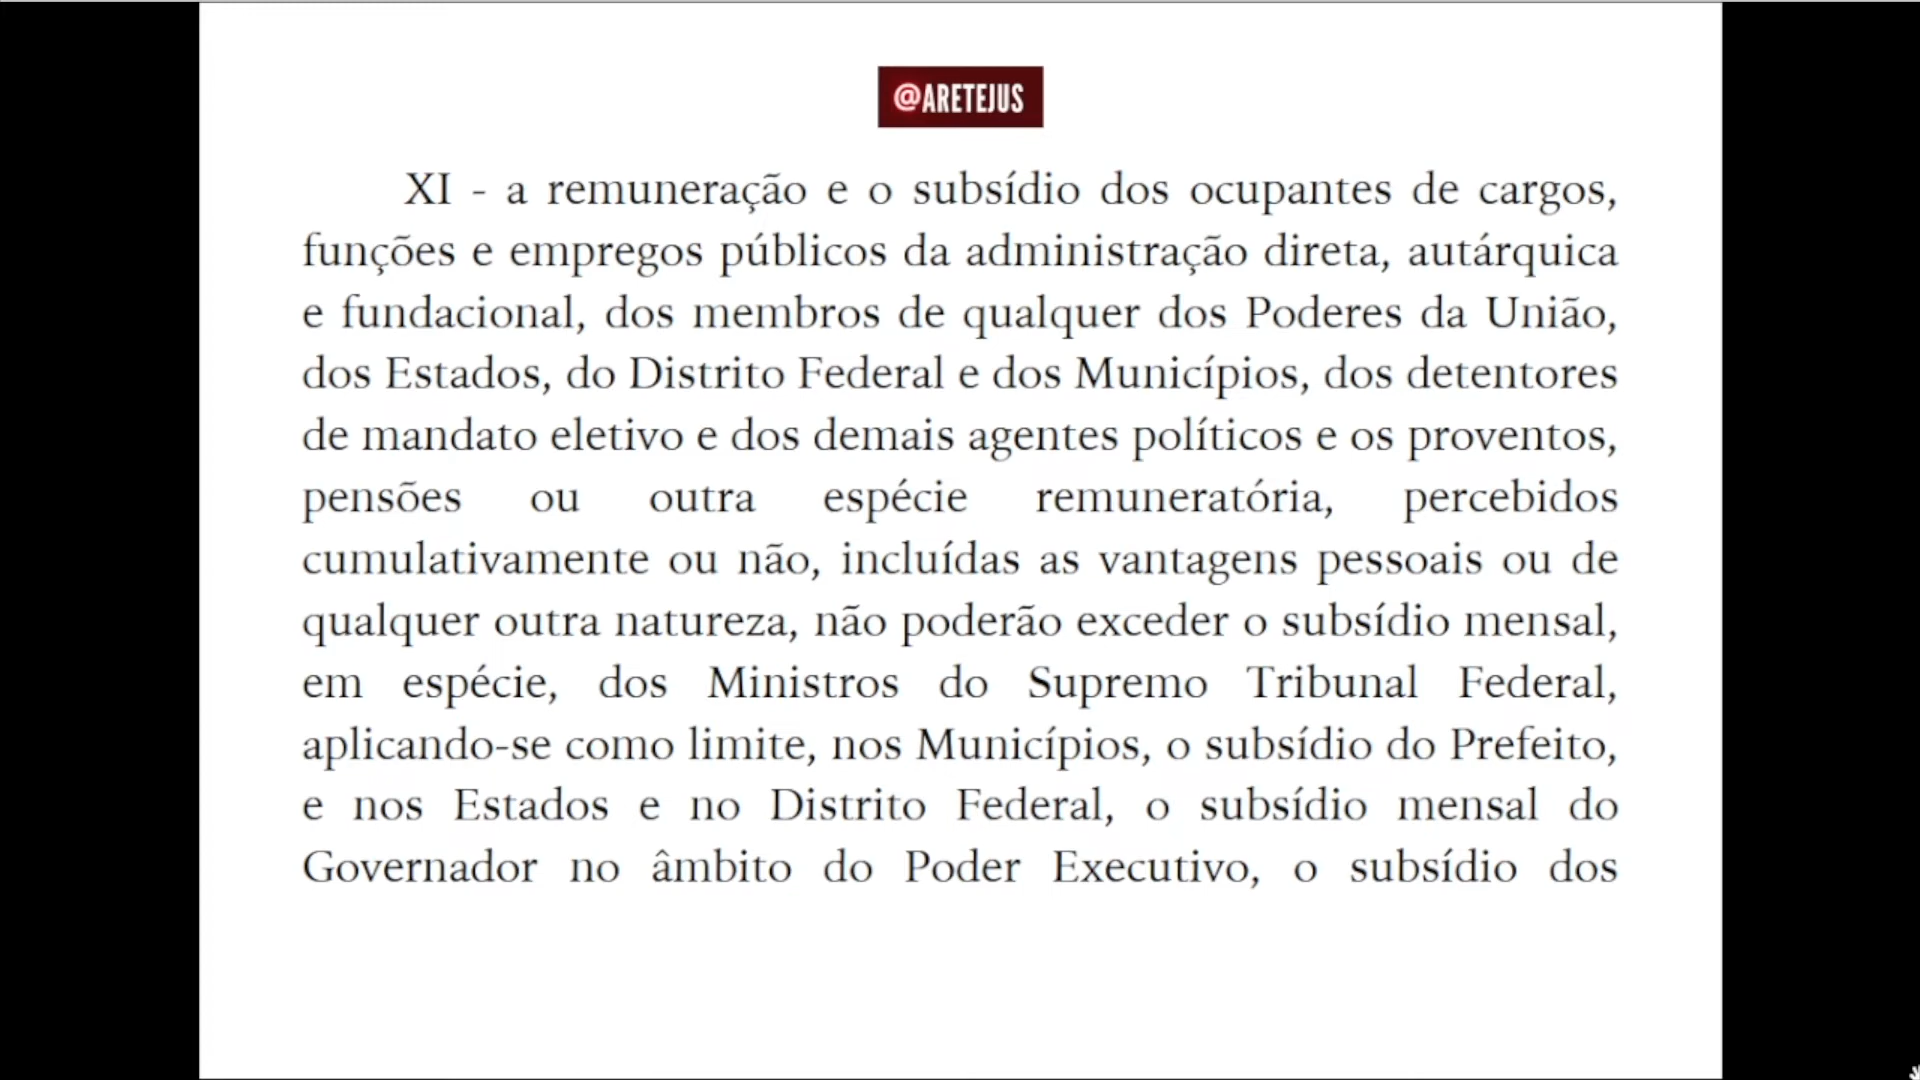 @ARETEJUS
XI - a remuneração e o subsídio dos ocupantes de cargos,
funções e empregos públicos da administração direta, autárquica
e fundacional, dos membros de qualquer dos Poderes da União,
dos Estados, do Distrito Federal e dos Municípios, dos detentores
de mandato eletivo e dos demais agentes políticos e os proventos,
pensões ou outra espécie remuneratória, percebidos
cumulativamente ou não, incluídas as vantagens pessoais ou de
qualquer outra natureza, não poderão exceder o subsídio mensal,
em espécie, dos Ministros do Supremo Tribunal Federal,
aplicando-se como limite, nos Municípios, o subsídio do Prefeito,
e nos Estados e no Distrito Federal, o subsídio mensal do
Governador no âmbito do Poder Executivo, o subsídio dos